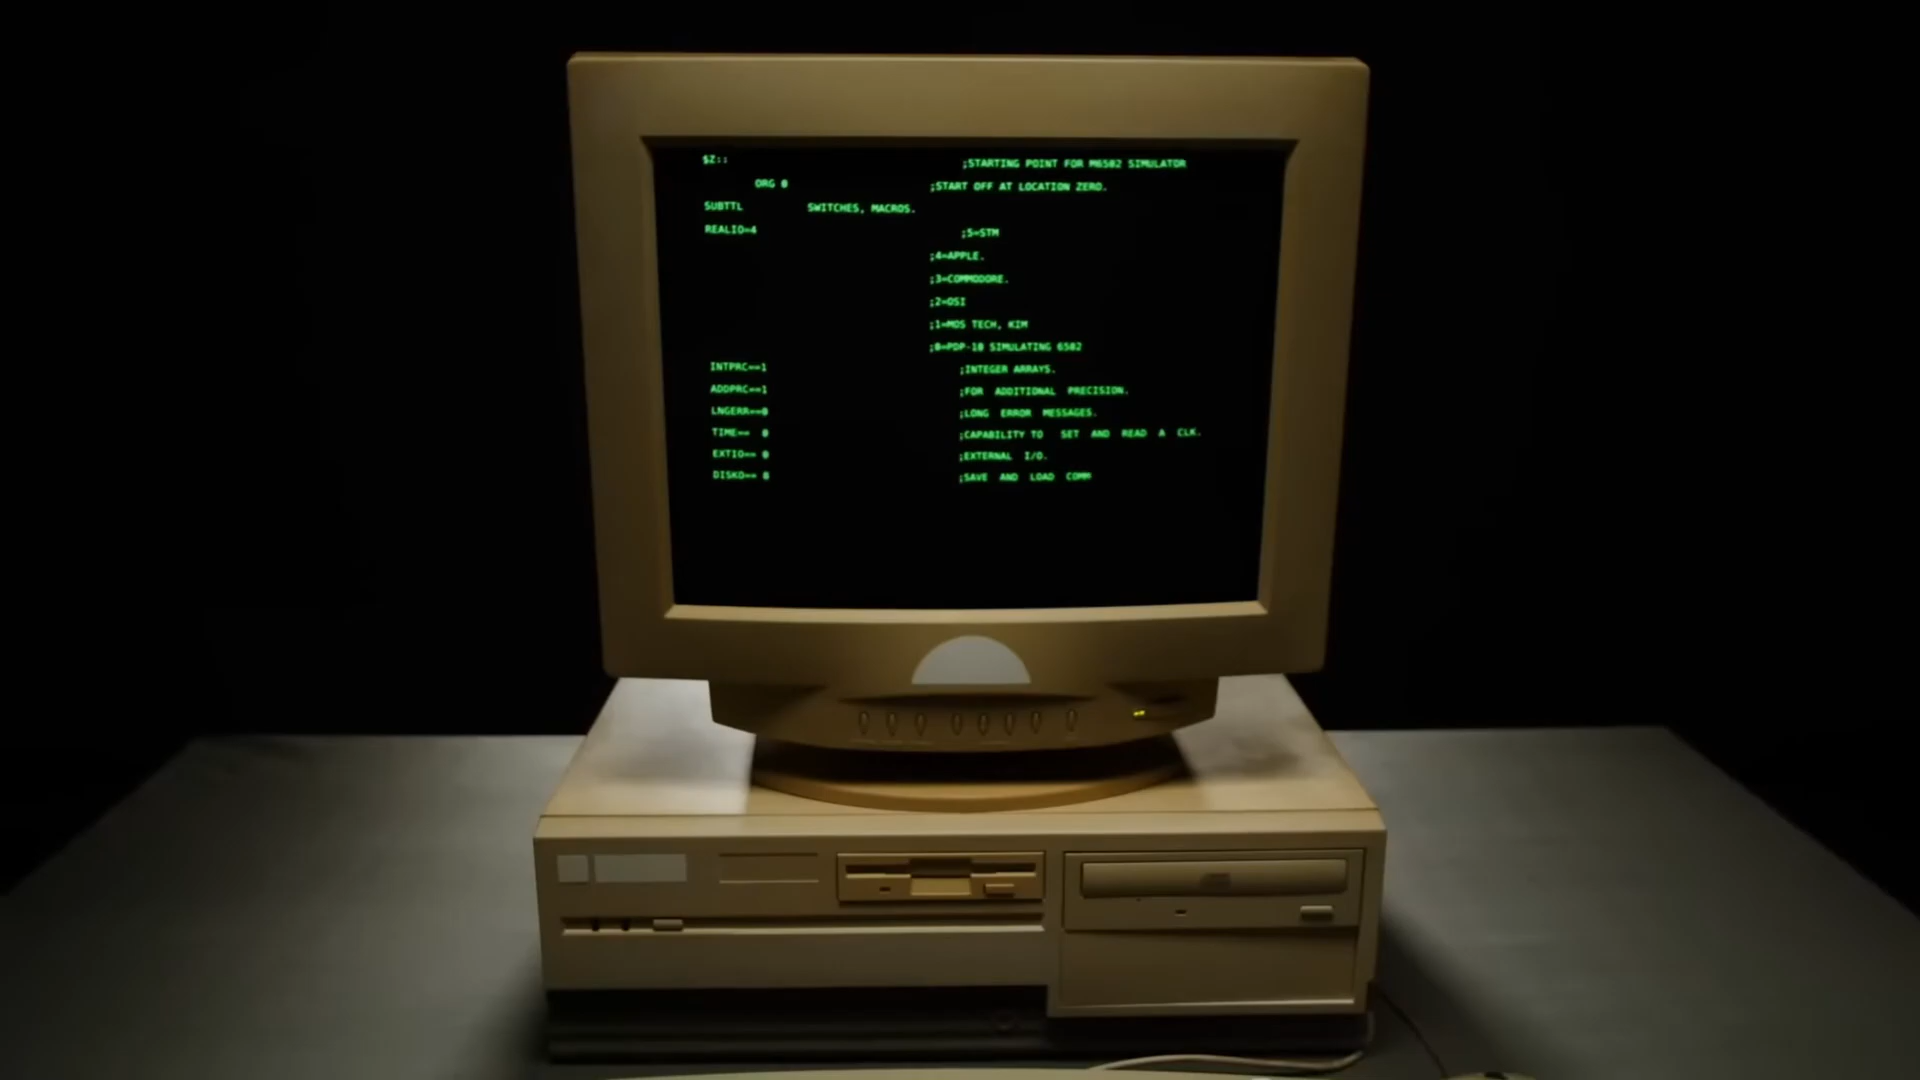 $Z:: ;STARTING POINT FOR M6502 SIMULATOR
ORG 0 ;START OFF AT LOCATION ZERO.
SUBTTL SWITCHES, MACROS.
REALIO=4 ;5=STM
;4=APPLE.
;3=COMMODORE.
;2=OSI
;1=MOS TECH, KIM
;0=PDP-10 SIMULATING 6502
INTPRC==1 ;INTEGER ARRAYS.
ADDPRC==1 ;FOR ADDITIONAL PRECISION.
LNGERR==0 ;LONG ERROR MESSAGES.
TIME== 0 ;CAPABILITY TO SET AND READ A CLK.
EXTIO== 0 ;EXTERNAL I/O.
DISKO== 0 ;SAVE AND LOAD COMM